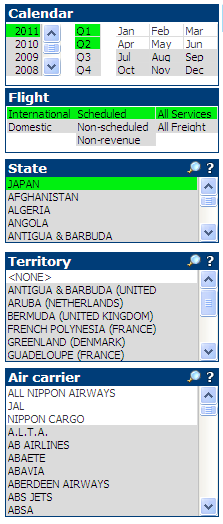 Calendar
2011 Q1 Jan Feb Mar
2010 Q2 Apr May Jun
2009 Q3 Jul Aug Sep
2008 Q4 Oct Nov Dec
Flight
International Scheduled All Services
Domestic Non-scheduled All Freight
Non-revenue
State ?
JAPAN
AFGHANISTAN
ALGERIA
ANGOLA
ANTIGUA & BARBUDA
Territory ?
<NONE>
ANTIGUA & BARBUDA (UNITED
ARUBA (NETHERLANDS)
BERMUDA (UNITED KINGDOM)
FRENCH POLYNESIA (FRANCE)
GREENLAND (DENMARK)
GUADELOUPE (FRANCE)
Air carrier ?
ALL NIPPON AIRWAYS
JAL
NIPPON CARGO
A.L.T.A.
AB AIRLINES
ABAETE
ABAVIA
ABERDEEN AIRWAYS
ABS JETS
ABSA